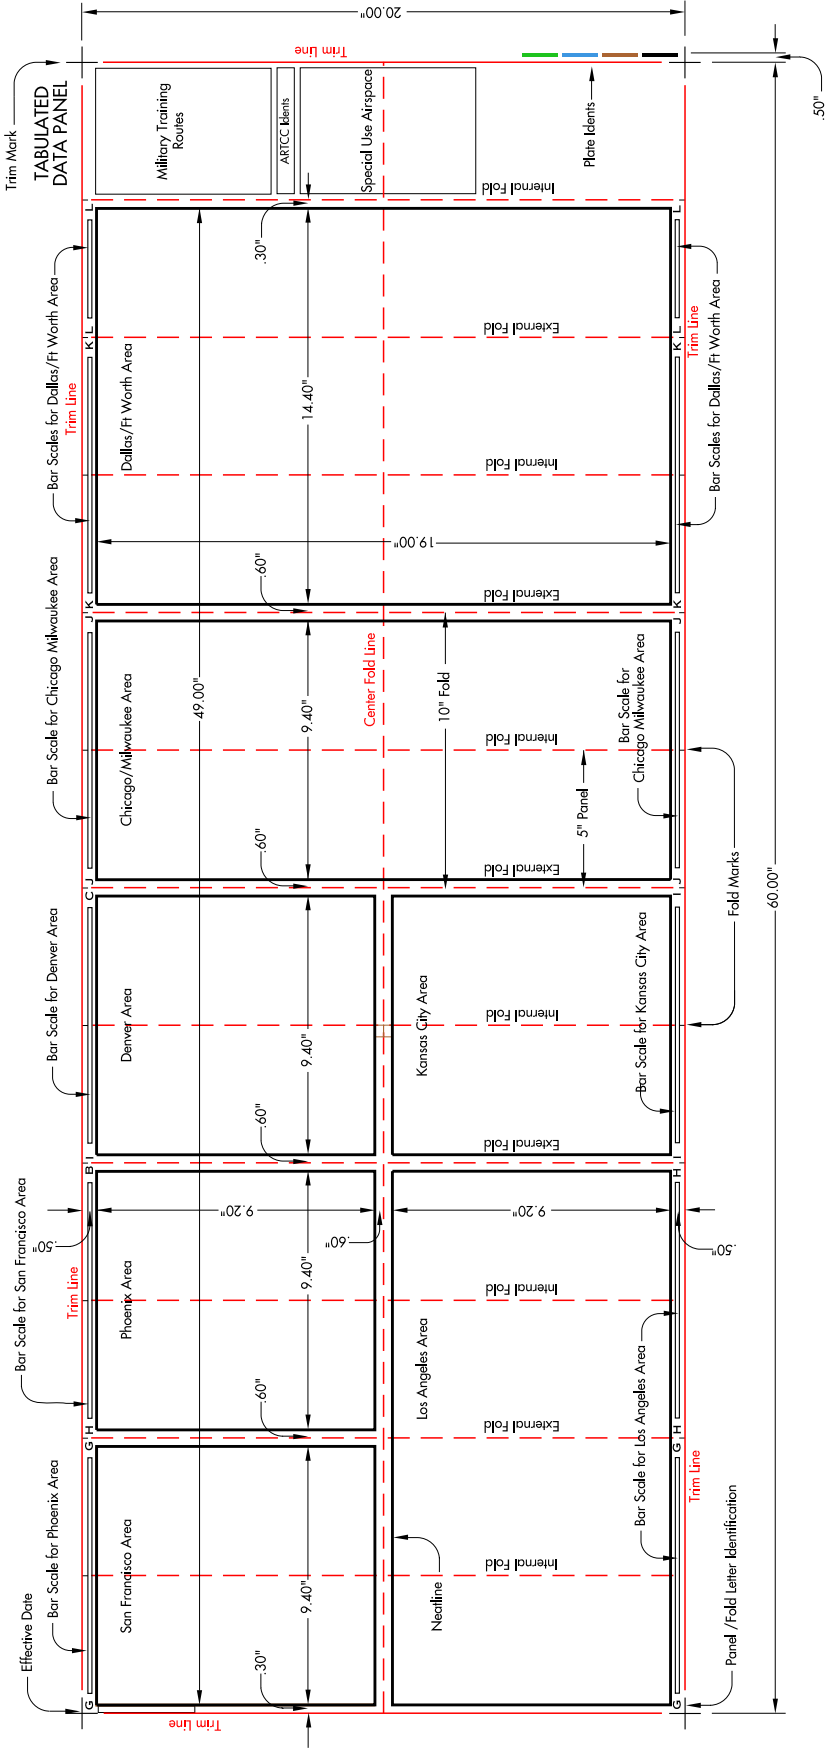 Trim Mark
TABULATED
DATA PANEL
20.00"
Trim Line
.50"
Military Training
Routes
ARTCC Idents
Special Use Airspace
Plate Idents
Internal Fold
L
L
.30"
Bar Scales for Dallas/Ft Worth Area
Trim Line
L
K
Dallas/Ft Worth Area
14.40"
External Fold
Internal Fold
19.00"
External Fold
L
K
Trim Line
Bar Scales for Dallas/Ft Worth Area
K
K
.60"
J
J
Bar Scale for Chicago Milwaukee Area
Chicago/Milwaukee Area
49.00"
9.40"
Center Fold Line
10" Fold
Internal Fold
5" Panel
Bar Scale for
Chicago Milwaukee Area
External Fold
J
J
.60"
C
I
Bar Scale for Denver Area
Denver Area
9.40"
Kansas City Area
Internal Fold
Bar Scale for Kansas City Area
Fold Marks
60.00"
External Fold
I
I
.60"
B
H
Bar Scale for San Francisco Area
Trim Line
.50"
9.20"
.60"
9.20"
.50"
Phoenix Area
9.40"
Los Angeles Area
Internal Fold
External Fold
H
H
.60"
G
G
Bar Scale for Los Angeles Area
Trim Line
Bar Scale for Phoenix Area
San Francisco Area
9.40"
Neatline
Internal Fold
Effective Date
.30"
G
G
Trim Line
Panel /Fold Letter Identification